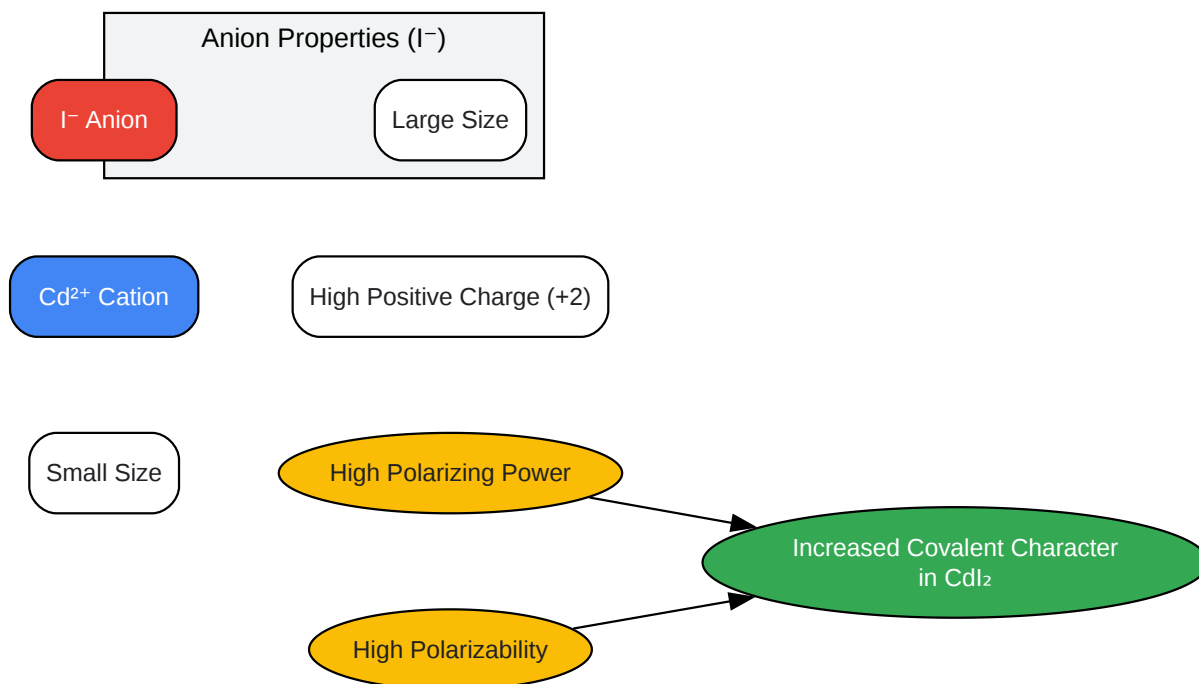 Anion Properties (I⁻)
I⁻ Anion
Large Size
Cd²⁺ Cation
High Positive Charge (+2)
Small Size
High Polarizing Power
Increased Covalent Character
in CdI₂
High Polarizability